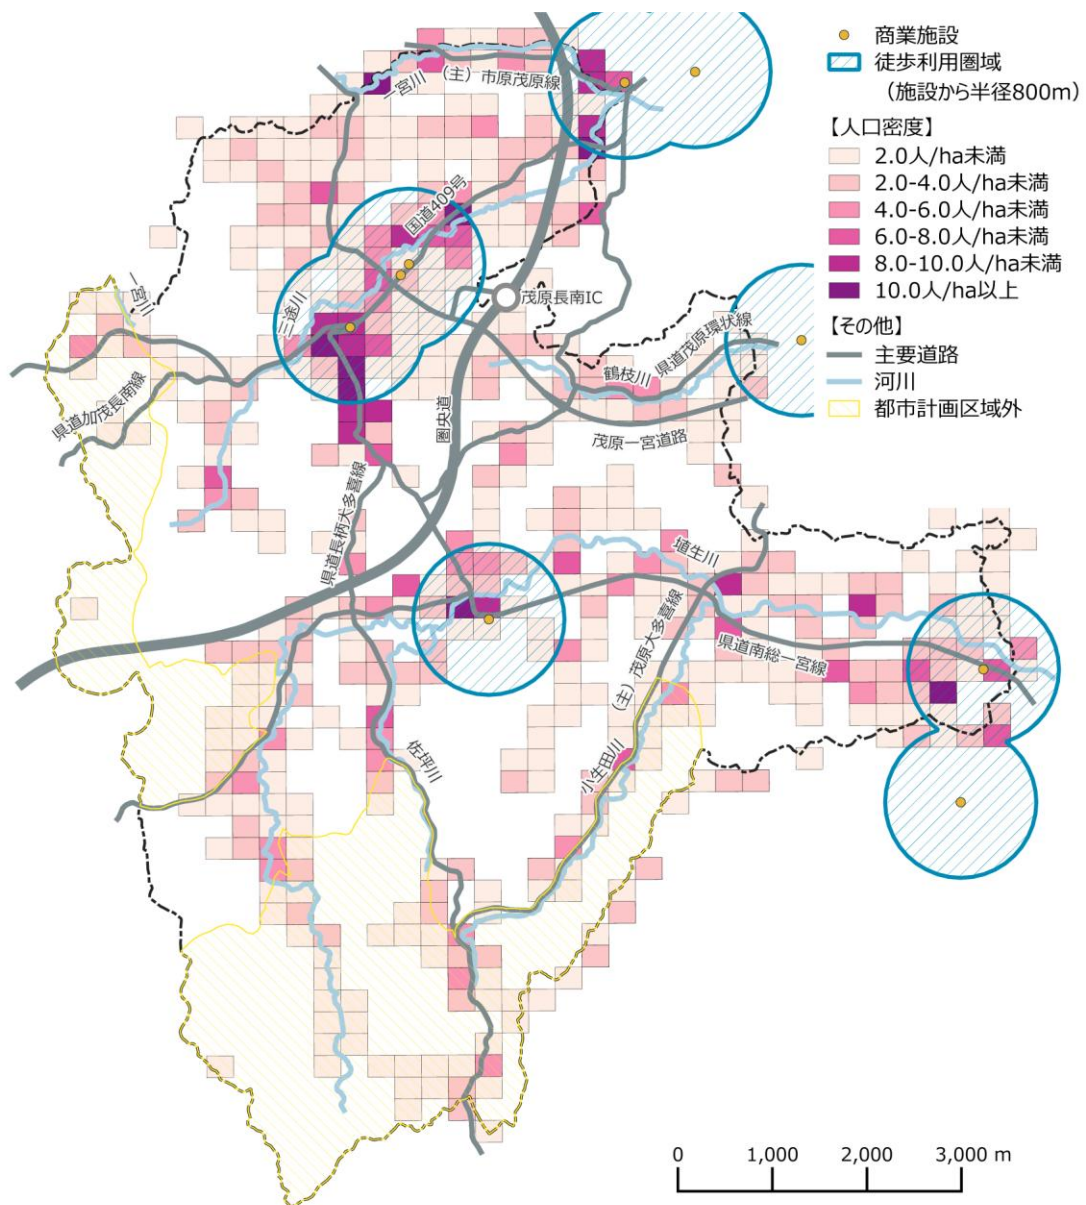 商業施設
徒歩利用圏域
（施設から半径800m）
【人口密度】
2.0人/ha未満
2.0-4.0人/ha未満
4.0-6.0人/ha未満
6.0-8.0人/ha未満
8.0-10.0人/ha未満
10.0人/ha以上
【その他】
主要道路
河川
都市計画区域外
一宮川
（主）市原茂原線
国道409号
三途川
一宮川
茂原長南IC
県道茂原環状線
鶴枝川
茂原一宮道路
圏央道
県道加茂長南線
県道長柄大多喜線
埴生川
（主）茂原大多喜線
県道南総一宮線
佐坪川
小生田川
0 1,000 2,000 3,000 m